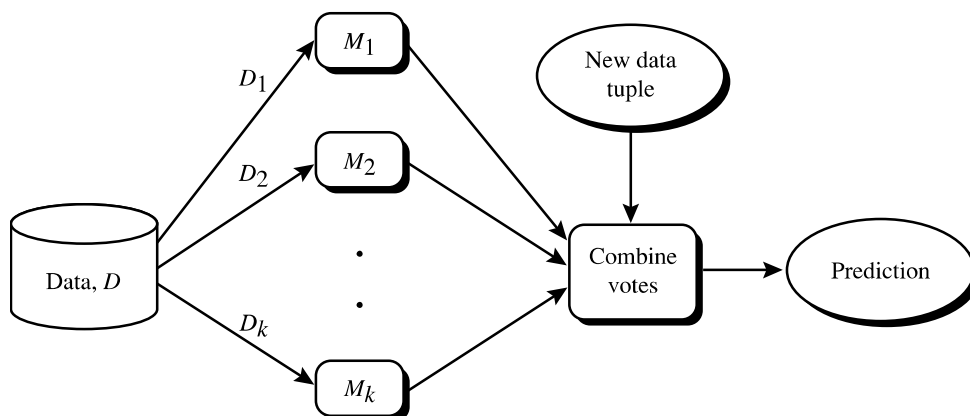 M1
New data
tuple
D1
M2
D2
Data, D
Combine
votes
Prediction
Dk
Mk